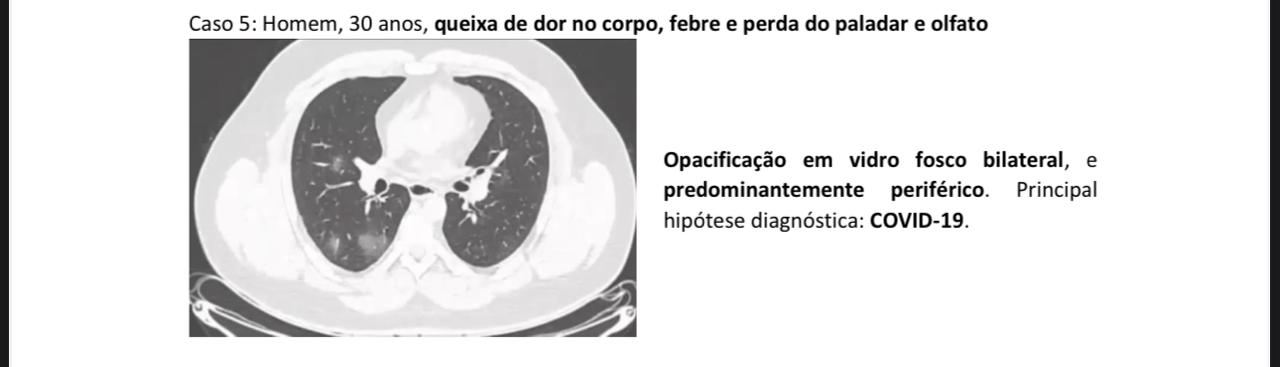 Caso 5: Homem, 30 anos, queixa de dor no corpo, febre e perda do paladar e olfato
Opacificação em vidro fosco bilateral, e
predominantemente periférico. Principal
hipótese diagnóstica: COVID-19.